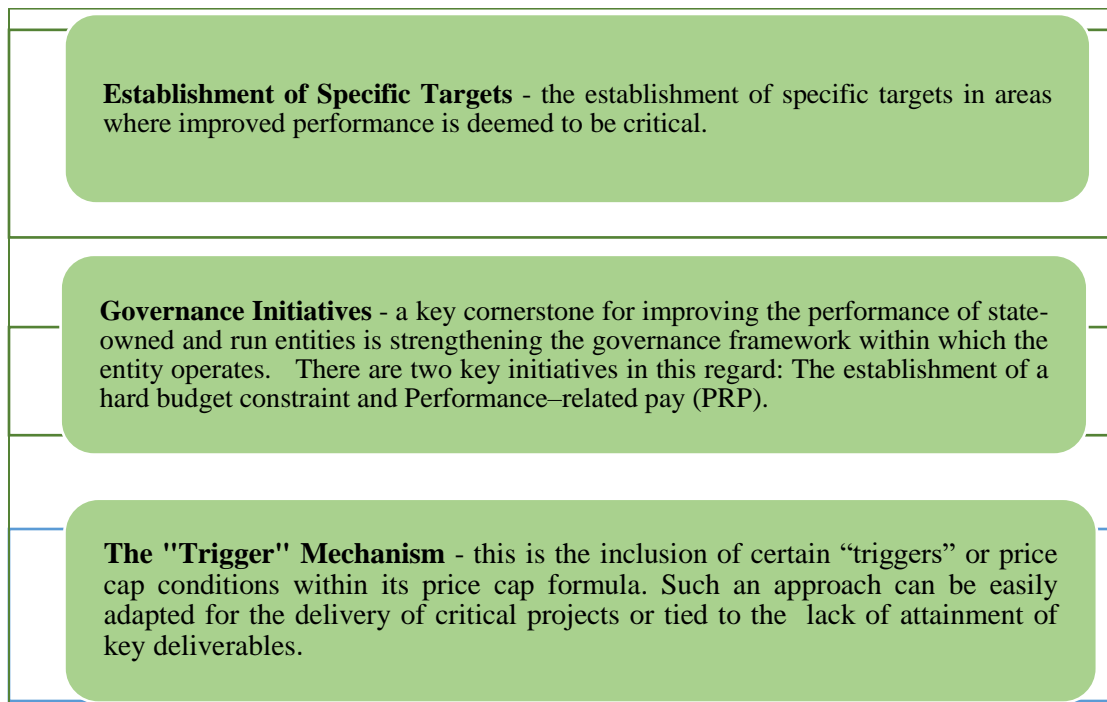 Establishment of Specific Targets - the establishment of specific targets in areas
where improved performance is deemed to be critical.
Governance Initiatives - a key cornerstone for improving the performance of state-
owned and run entities is strengthening the governance framework within which the
entity operates.   There are two key initiatives in this regard: The establishment of a
hard budget constraint and Performance–related pay (PRP).
The "Trigger" Mechanism - this is the inclusion of certain “triggers” or price
cap conditions within its price cap formula. Such an approach can be easily
adapted for the delivery of critical projects or tied to the  lack of attainment of
key deliverables.